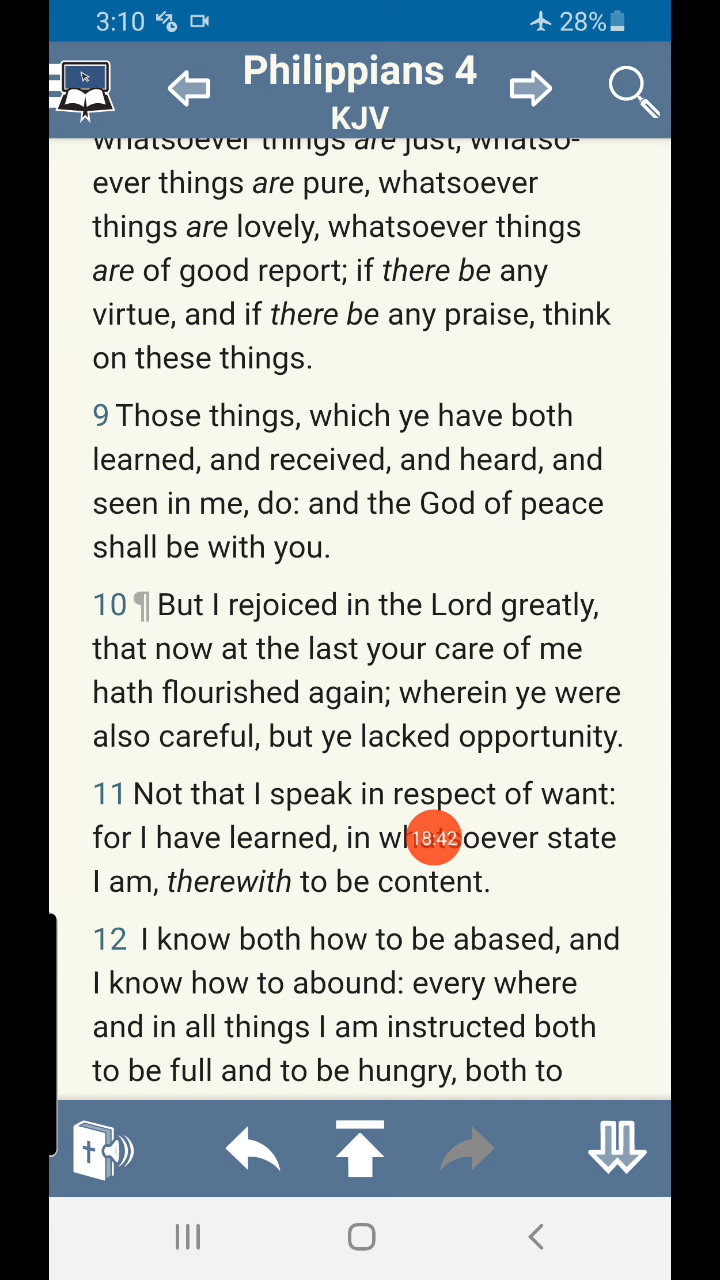 3:10
28%
Philippians 4
KJV
whatsoever things are just, whatso-
ever things are pure, whatsoever
things are lovely, whatsoever things
are of good report; if there be any
virtue, and if there be any praise, think
on these things.
9 Those things, which ye have both
learned, and received, and heard, and
seen in me, do: and the God of peace
shall be with you.
10 ¶ But I rejoiced in the Lord greatly,
that now at the last your care of me
hath flourished again; wherein ye were
also careful, but ye lacked opportunity.
11 Not that I speak in respect of want:
for I have learned, in whatsoever state
18:42
I am, therewith to be content.
12 I know both how to be abased, and
I know how to abound: every where
and in all things I am instructed both
to be full and to be hungry, both to